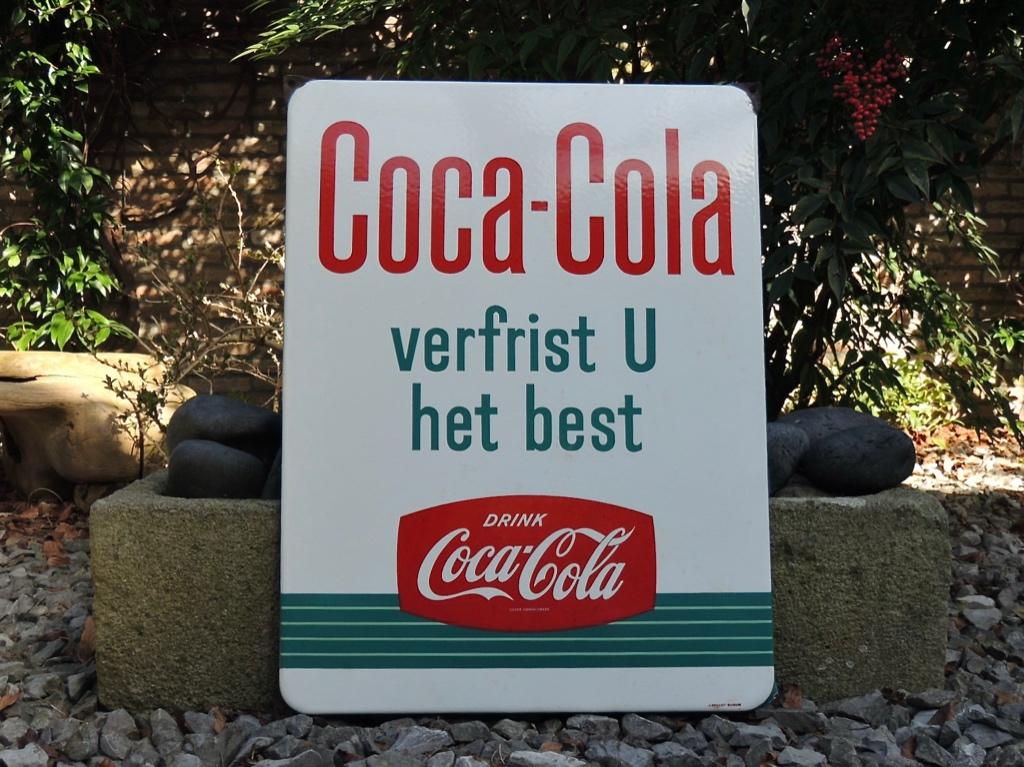 Coca-Cola
verfrist U
het best
DRINK
Coca-Cola